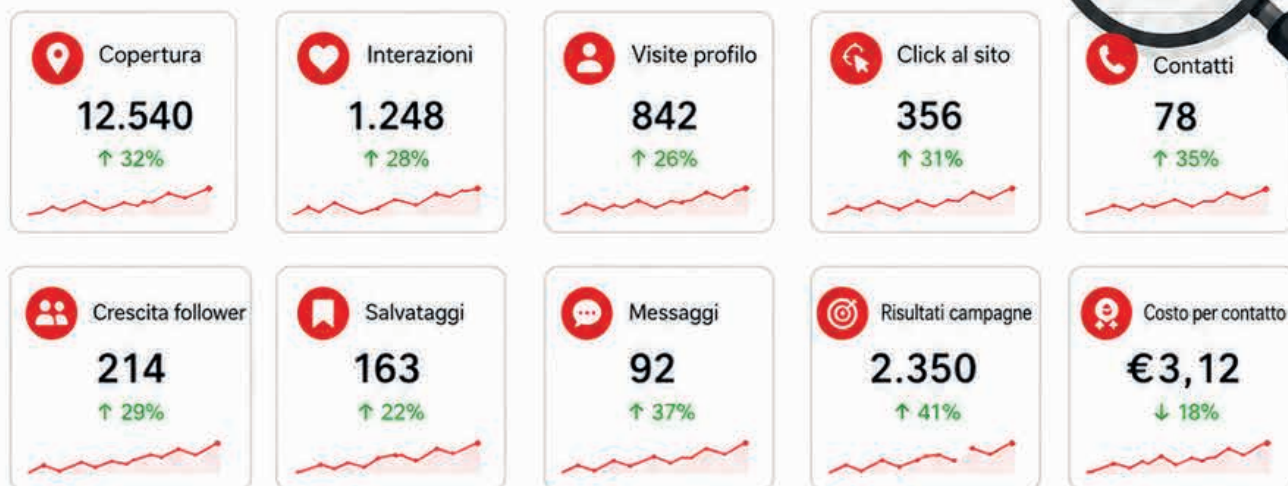 Copertura
12.540
↑ 32%
Interazioni
1.248
↑ 28%
Visite profilo
842
↑ 26%
Click al sito
356
↑ 31%
Contatti
78
↑ 35%
Crescita follower
214
↑ 29%
Salvataggi
163
↑ 22%
Messaggi
92
↑ 37%
Risultati campagne
2.350
↑ 41%
Costo per contatto
€3,12
↓ 18%